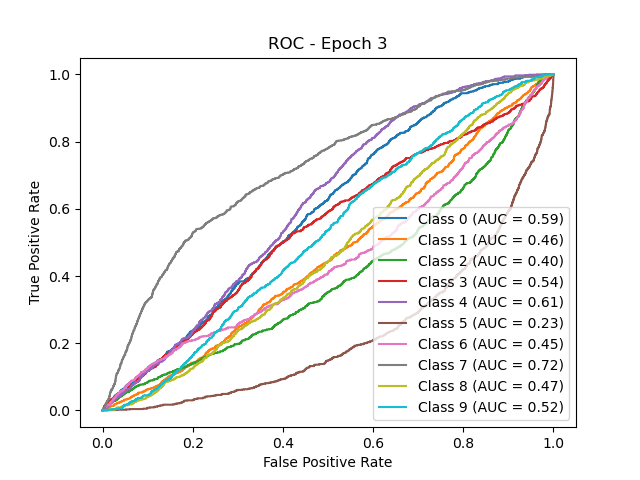 ROC - Epoch 3
True Positive Rate
1.0
0.8
0.6
0.4
0.2
0.0
Class 0 (AUC = 0.59)
Class 1 (AUC = 0.46)
Class 2 (AUC = 0.40)
Class 3 (AUC = 0.54)
Class 4 (AUC = 0.61)
Class 5 (AUC = 0.23)
Class 6 (AUC = 0.45)
Class 7 (AUC = 0.72)
Class 8 (AUC = 0.47)
Class 9 (AUC = 0.52)
0.0 0.2 0.4 0.6 0.8 1.0
False Positive Rate